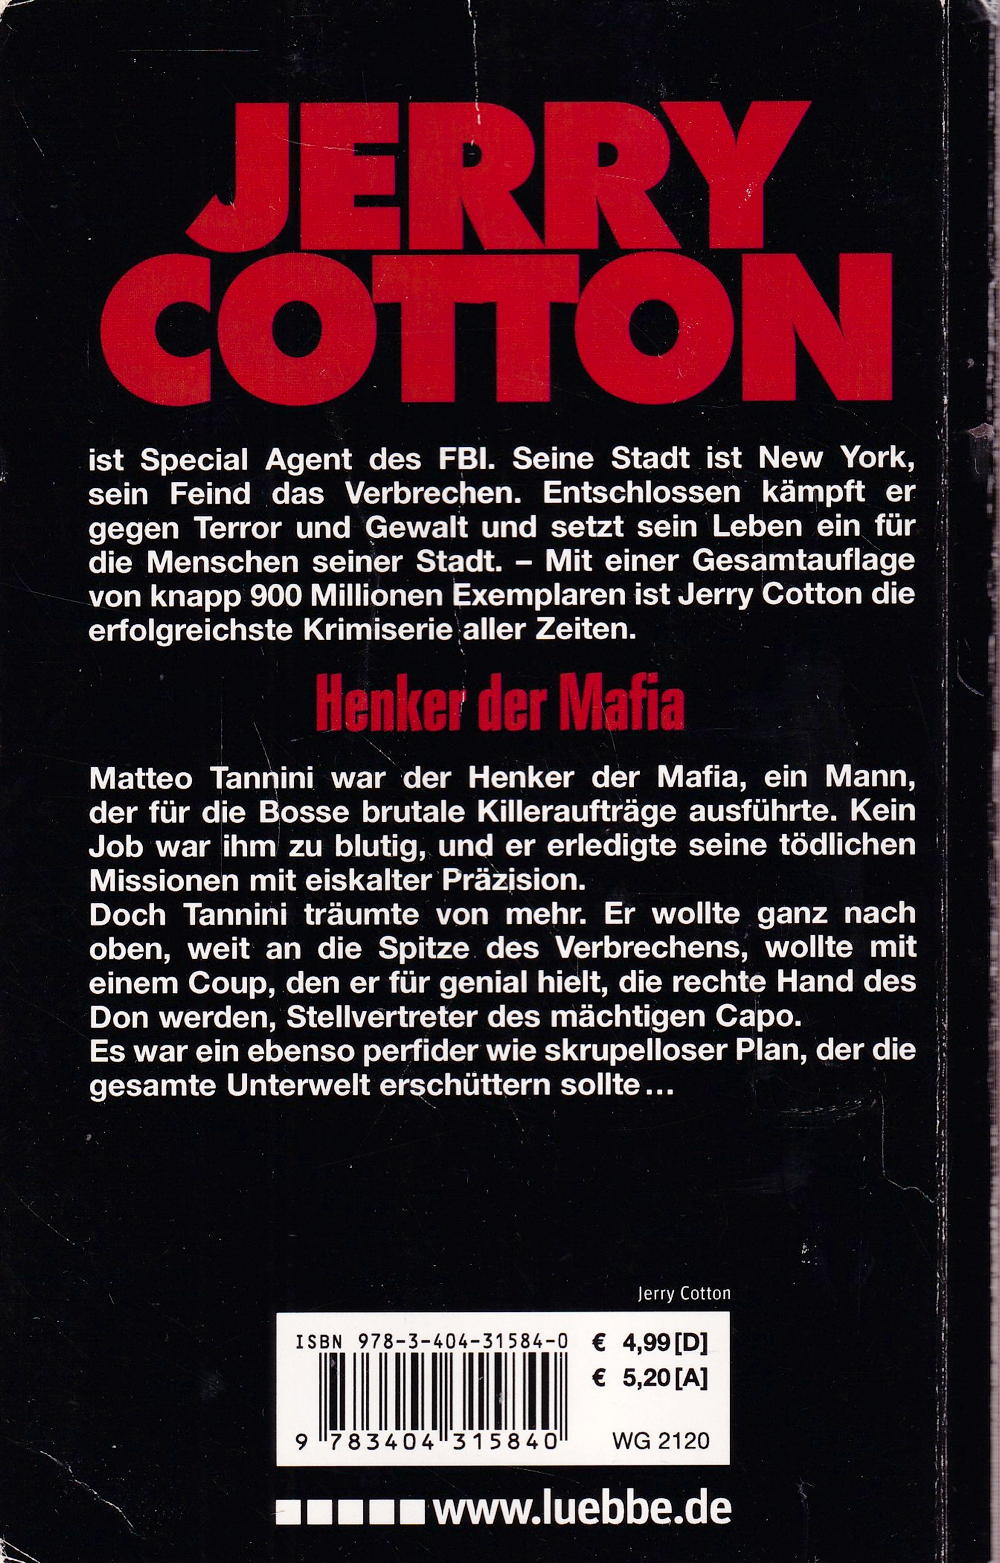 JERRY
COTTON
ist Special Agent des FBI. Seine Stadt ist New York,
sein Feind das Verbrechen. Entschlossen kämpft er
gegen Terror und Gewalt und setzt sein Leben ein für
die Menschen seiner Stadt. – Mit einer Gesamtauflage
von knapp 900 Millionen Exemplaren ist Jerry Cotton die
erfolgreichste Krimiserie aller Zeiten.
Henker der Mafia
Matteo Tannini war der Henker der Mafia, ein Mann,
der für die Bosse brutale Killeraufträge ausführte. Kein
Job war ihm zu blutig, und er erledigte seine tödlichen
Missionen mit eiskalter Präzision.
Doch Tannini träumte von mehr. Er wollte ganz nach
oben, weit an die Spitze des Verbrechens, wollte mit
einem Coup, den er für genial hielt, die rechte Hand des
Don werden, Stellvertreter des mächtigen Capo.
Es war ein ebenso perfider wie skrupelloser Plan, der die
gesamte Unterwelt erschüttern sollte...
Jerry Cotton
ISBN 978-3-404-31584-0
€ 4,99 [D]
€ 5,20 [A]
9 783404 315840
WG 2120
www.luebbe.de